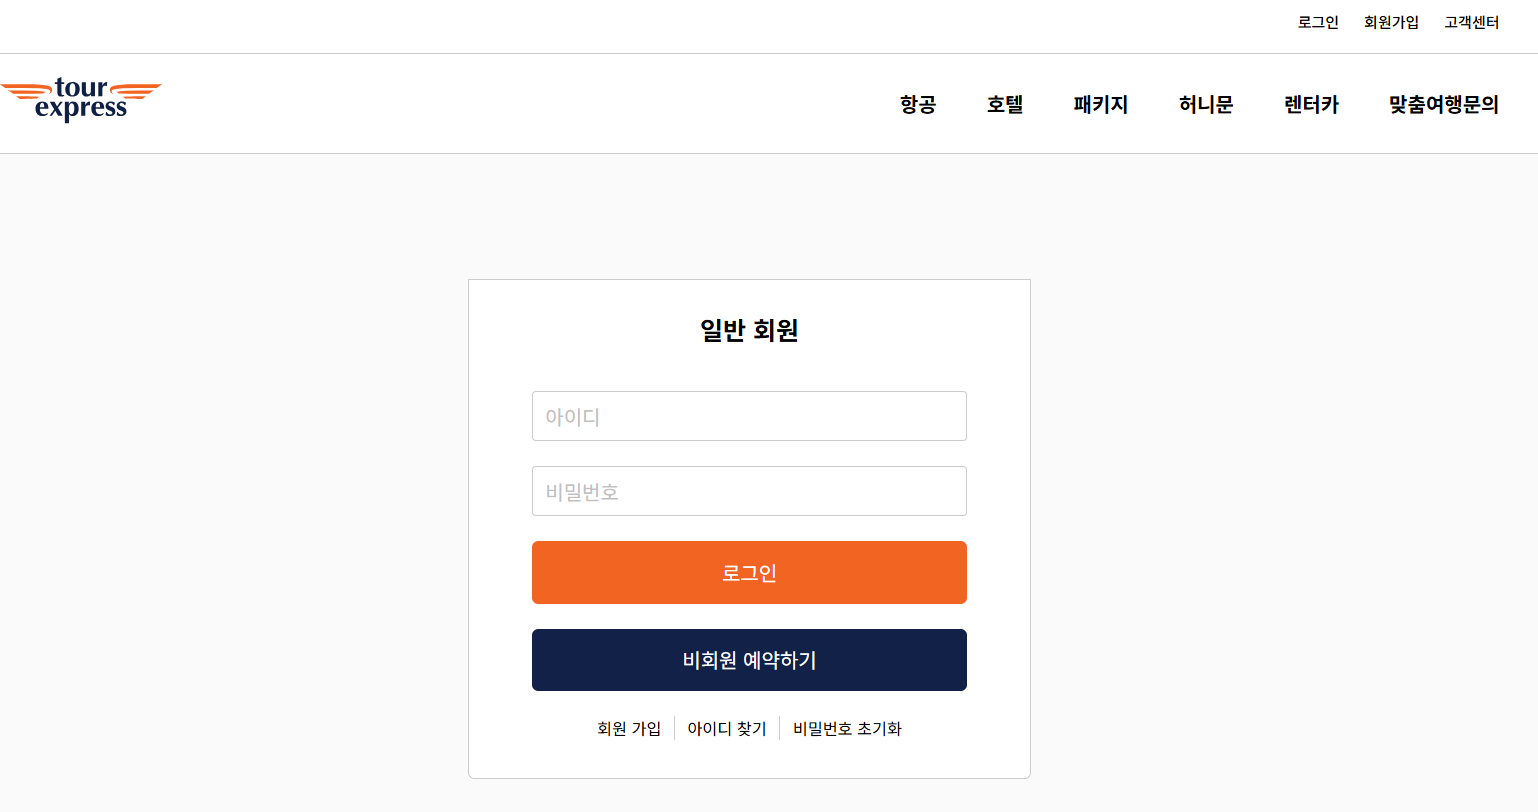 로그인 회원가입 고객센터
tour
express
항공 호텔 패키지 허니문 렌터카 맞춤여행문의
일반 회원
아이디
비밀번호
로그인
비회원 예약하기
회원 가입 아이디 찾기 비밀번호 초기화